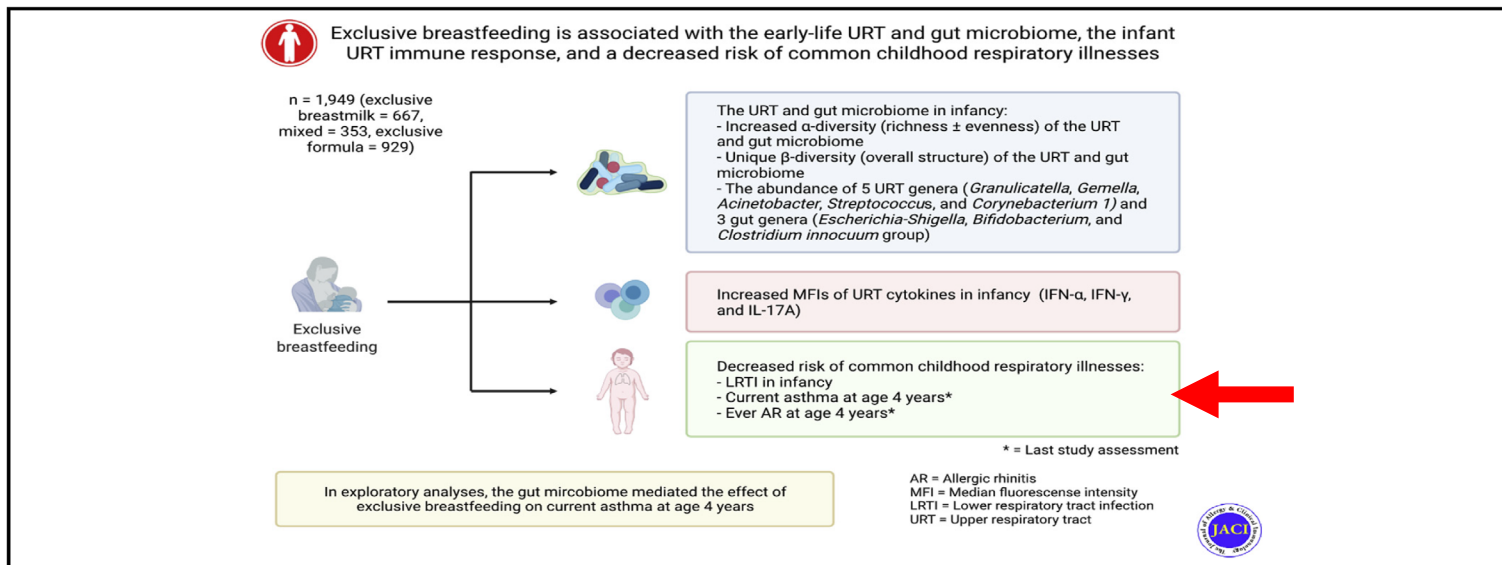 Exclusive breastfeeding is associated with the early-life URT and gut microbiome, the infant
URT immune response, and a decreased risk of common childhood respiratory illnesses
n = 1,949 (exclusive
breastmilk = 667,
mixed = 353, exclusive
formula = 929)
The URT and gut microbiome in infancy:
- Increased α-diversity (richness ± evenness) of the URT
and gut microbiome
- Unique β-diversity (overall structure) of the URT and gut
microbiome
- The abundance of 5 URT genera (Granulicatella, Gemella,
Acinetobacter, Streptococcus, and Corynebacterium 1) and
3 gut genera (Escherichia-Shigella, Bifidobacterium, and
Clostridium innocuum group)
Exclusive
breastfeeding
Increased MFIs of URT cytokines in infancy (IFN-α, IFN-γ,
and IL-17A)
Decreased risk of common childhood respiratory illnesses:
- LRTI in infancy
- Current asthma at age 4 years*
- Ever AR at age 4 years*
* = Last study assessment
In exploratory analyses, the gut mircobiome mediated the effect of
exclusive breastfeeding on current asthma at age 4 years
AR = Allergic rhinitis
MFI = Median fluorescense intensity
LRTI = Lower respiratory tract infection
URT = Upper respiratory tract
The Journal of Allergy & Clinical Immunology
JACI